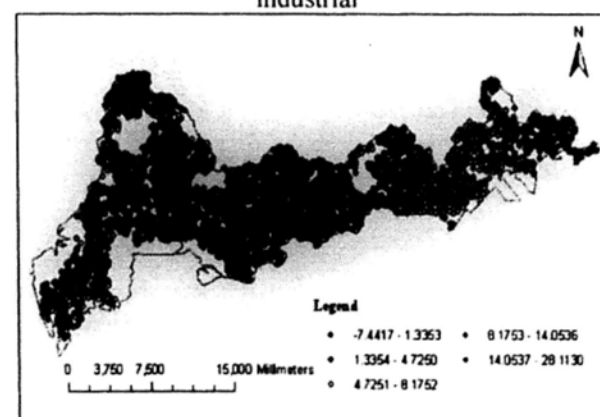 industrial
N
Legend
-7.4417 - 1.3353
8.1753 - 14.0536
1.3354 - 4.7250
14.0537 - 28.1130
4.7251 - 8.1752
0 3,750 7,500 15,000 Millimeters